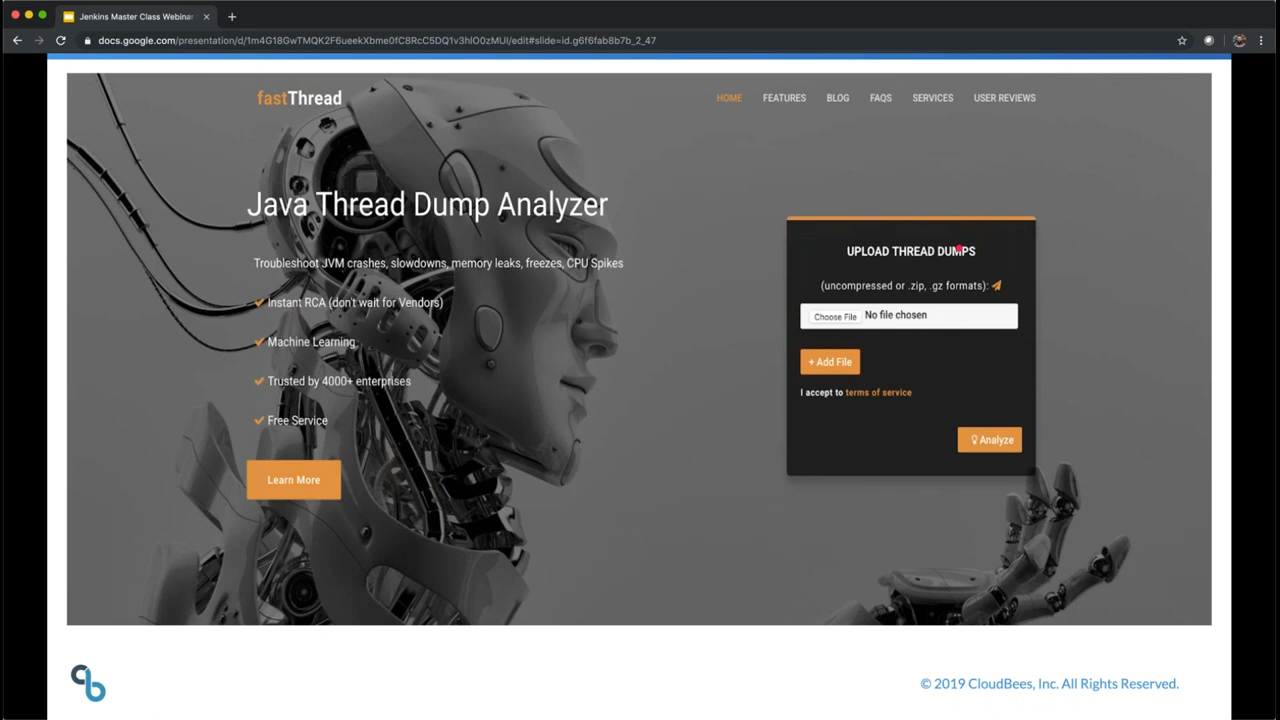 Jenkins Master Class Webinar
docs.google.com/presentation/d/1m4G18GwTMQK2F6ueekXbme0fC8RcC5DQ1v3hlO0zMUI/edit#slide=id.g6f6fab8b7b_2_47
fastThread
HOME FEATURES BLOG FAQS SERVICES USER REVIEWS
Java Thread Dump Analyzer
Troubleshoot JVM crashes, slowdowns, memory leaks, freezes, CPU Spikes
Instant RCA (don't wait for Vendors)
Machine Learning
Trusted by 4000+ enterprises
Free Service
Learn More
UPLOAD THREAD DUMPS
(uncompressed or .zip, .gz formats):
Choose File No file chosen
+ Add File
I accept to terms of service
Analyze
© 2019 CloudBees, Inc. All Rights Reserved.